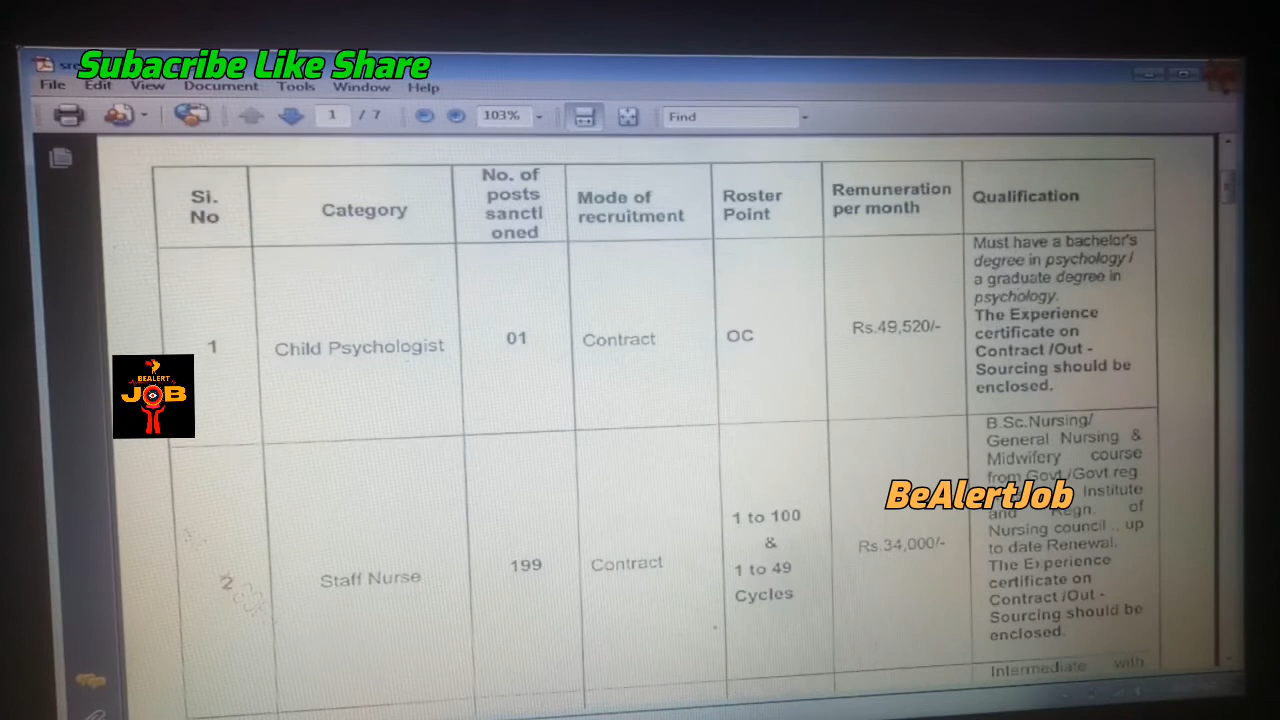 Subacribe Like Share
File Edit View Document Tools Window Help
1 / 7 103% Find
Si. No
Category
No. of posts sancti oned
Mode of recruitment
Roster Point
Remuneration per month
Qualification
1
Child Psychologist
01
Contract
OC
Rs.49,520/-
Must have a bachelor's
degree in psychology /
a graduate degree in
psychology.
The Experience
certificate on
Contract /Out -
Sourcing should be
enclosed.
BEALERT
JOB
2
Staff Nurse
199
Contract
1 to 100
&
1 to 49
Cycles
Rs.34,000/-
B.Sc.Nursing/
General Nursing &
Midwifery course
from Govt./Govt reg
Institute
and Regn. of
Nursing council ., up
to date Renewal.
The Experience
certificate on
Contract /Out -
Sourcing should be
enclosed.
BeAlertJob
Intermediate with